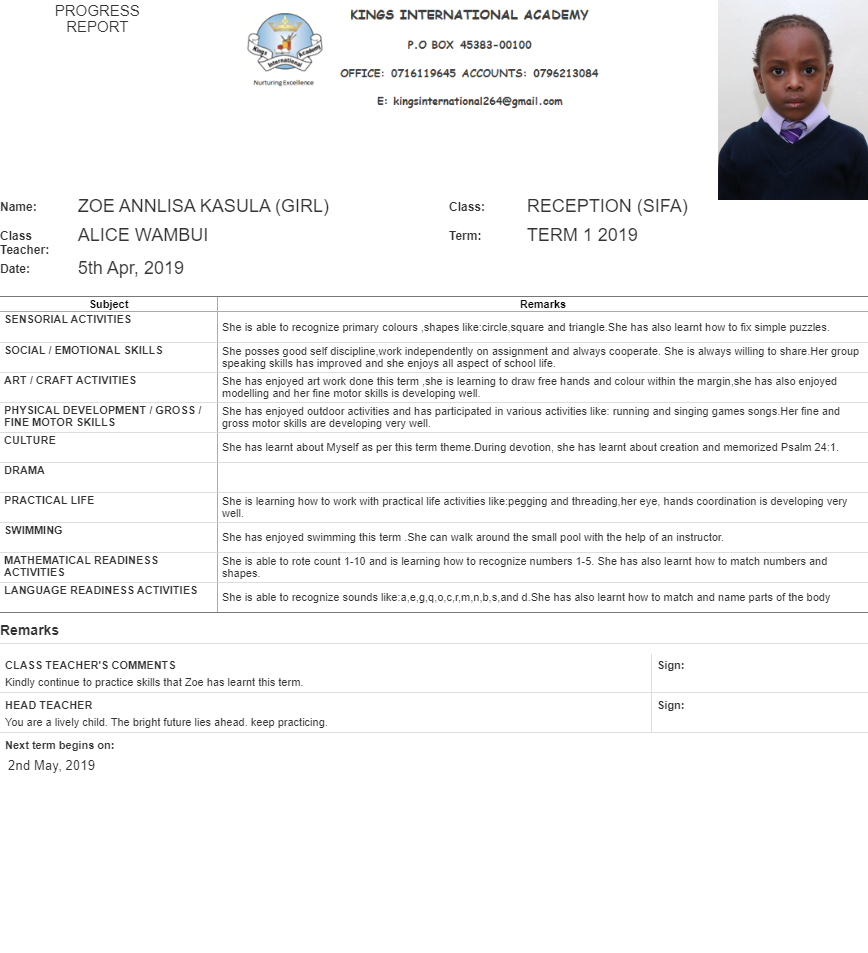 PROGRESS
REPORT
Kings International Academy
Nurturing Excellence
KINGS INTERNATIONAL ACADEMY
P.O BOX 45383-00100
OFFICE: 0716119645 ACCOUNTS: 0796213084
E: kingsinternational264@gmail.com
Name: ZOE ANNLISA KASULA (GIRL) Class: RECEPTION (SIFA)
Class Teacher: ALICE WAMBUI Term: TERM 1 2019
Date: 5th Apr, 2019
Subject Remarks
SENSORIAL ACTIVITIES
She is able to recognize primary colours ,shapes like:circle,square and triangle.She has also learnt how to fix simple puzzles.
SOCIAL / EMOTIONAL SKILLS
She posses good self discipline,work independently on assignment and always cooperate. She is always willing to share.Her group
speaking skills has improved and she enjoys all aspect of school life.
ART / CRAFT ACTIVITIES
She has enjoyed art work done this term ,she is learning to draw free hands and colour within the margin,she has also enjoyed
modelling and her fine motor skills is developing well.
PHYSICAL DEVELOPMENT / GROSS /
FINE MOTOR SKILLS
She has enjoyed outdoor activities and has participated in various activities like: running and singing games songs.Her fine and
gross motor skills are developing very well.
CULTURE
She has learnt about Myself as per this term theme.During devotion, she has learnt about creation and memorized Psalm 24:1.
DRAMA
PRACTICAL LIFE
She is learning how to work with practical life activities like:pegging and threading,her eye, hands coordination is developing very
well.
SWIMMING
She has enjoyed swimming this term .She can walk around the small pool with the help of an instructor.
MATHEMATICAL READINESS
ACTIVITIES
She is able to rote count 1-10 and is learning how to recognize numbers 1-5. She has also learnt how to match numbers and
shapes.
LANGUAGE READINESS ACTIVITIES
She is able to recognize sounds like:a,e,g,q,o,c,r,m,n,b,s,and d.She has also learnt how to match and name parts of the body
Remarks
CLASS TEACHER'S COMMENTS Sign:
Kindly continue to practice skills that Zoe has learnt this term.
HEAD TEACHER Sign:
You are a lively child. The bright future lies ahead. keep practicing.
Next term begins on:
2nd May, 2019